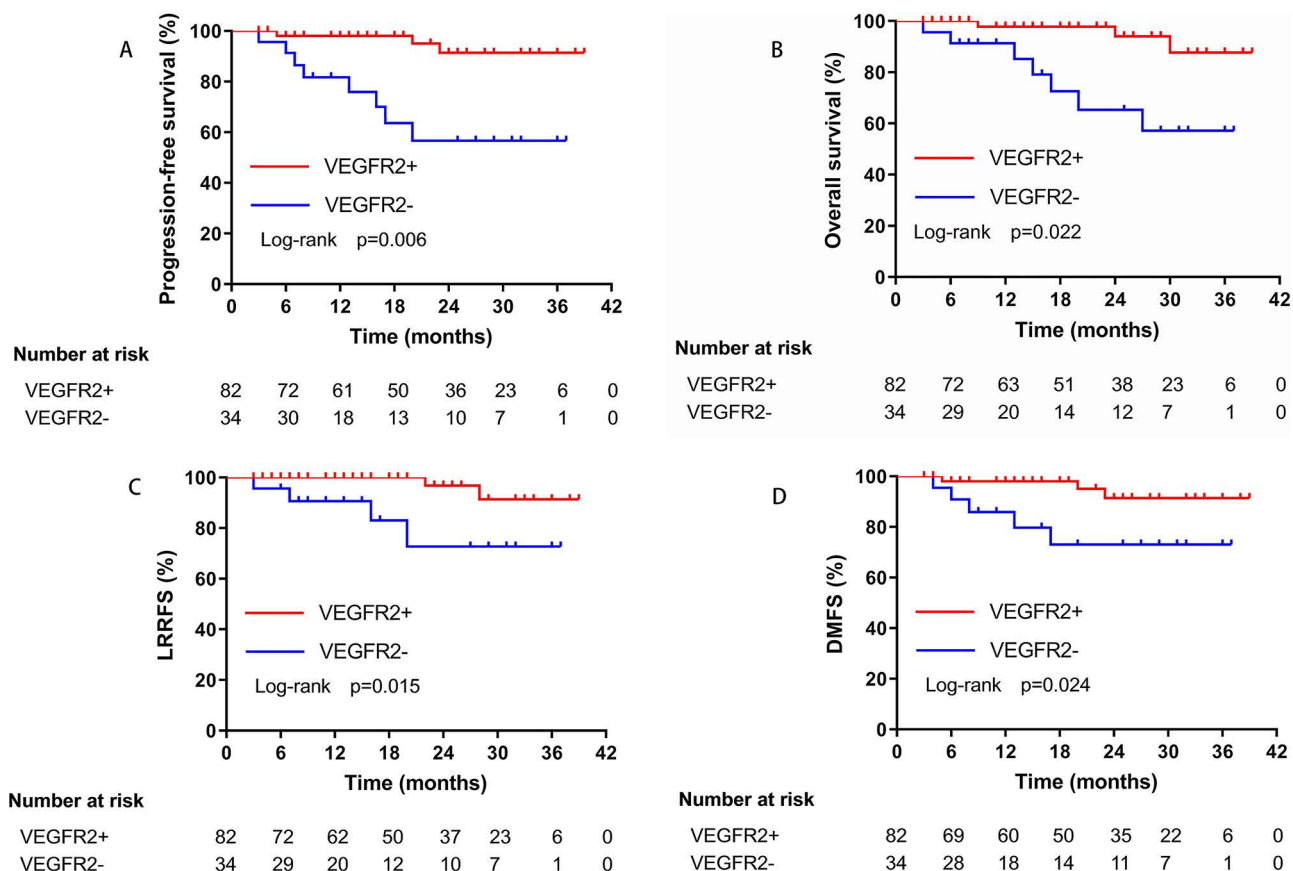 A
Progression-free survival (%)
100
80
60
40
20
0
VEGFR2+
VEGFR2-
Log-rank p=0.006
0 6 12 18 24 30 36 42
Time (months)
Number at risk
VEGFR2+ 82 72 61 50 36 23 6 0
VEGFR2- 34 30 18 13 10 7 1 0
B
Overall survival (%)
100
80
60
40
20
0
VEGFR2+
VEGFR2-
Log-rank p=0.022
0 6 12 18 24 30 36 42
Time (months)
Number at risk
VEGFR2+ 82 72 63 51 38 23 6 0
VEGFR2- 34 29 20 14 12 7 1 0
C
LRRFS (%)
100
80
60
40
20
0
VEGFR2+
VEGFR2-
Log-rank p=0.015
0 6 12 18 24 30 36 42
Time (months)
Number at risk
VEGFR2+ 82 72 62 50 37 23 6 0
VEGFR2- 34 29 20 12 10 7 1 0
D
DMFS (%)
100
80
60
40
20
0
VEGFR2+
VEGFR2-
Log-rank p=0.024
0 6 12 18 24 30 36 42
Time (months)
Number at risk
VEGFR2+ 82 69 60 50 35 22 6 0
VEGFR2- 34 28 18 14 11 7 1 0